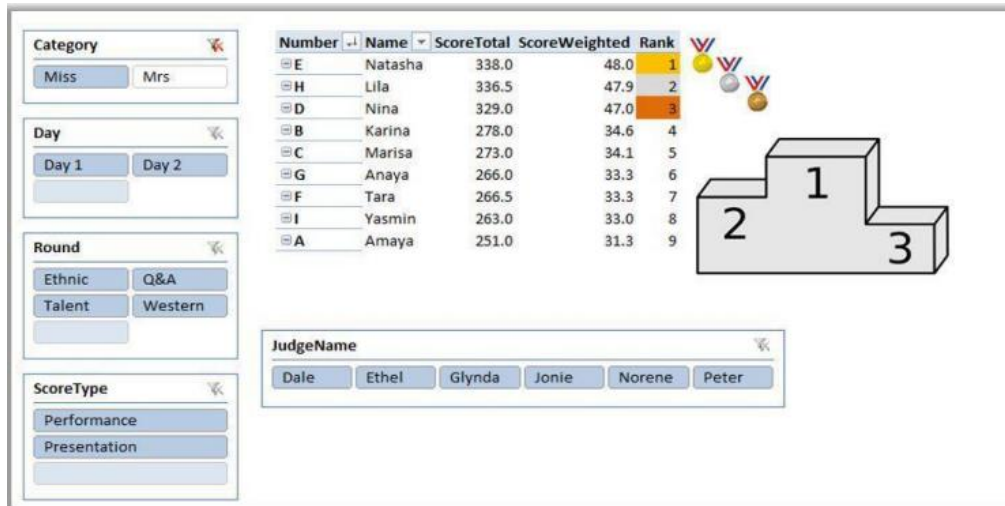 Category
Miss Mrs
Day
Day 1 Day 2
Round
Ethnic Q&A
Talent Western
ScoreType
Performance
Presentation
Number Name ScoreTotal ScoreWeighted Rank
E Natasha 338.0 48.0 1
H Lila 336.5 47.9 2
D Nina 329.0 47.0 3
B Karina 278.0 34.6 4
C Marisa 273.0 34.1 5
G Anaya 266.0 33.3 6
F Tara 266.5 33.3 7
I Yasmin 263.0 33.0 8
A Amaya 251.0 31.3 9
1
2
3
JudgeName
Dale Ethel Glynda Jonie Norene Peter